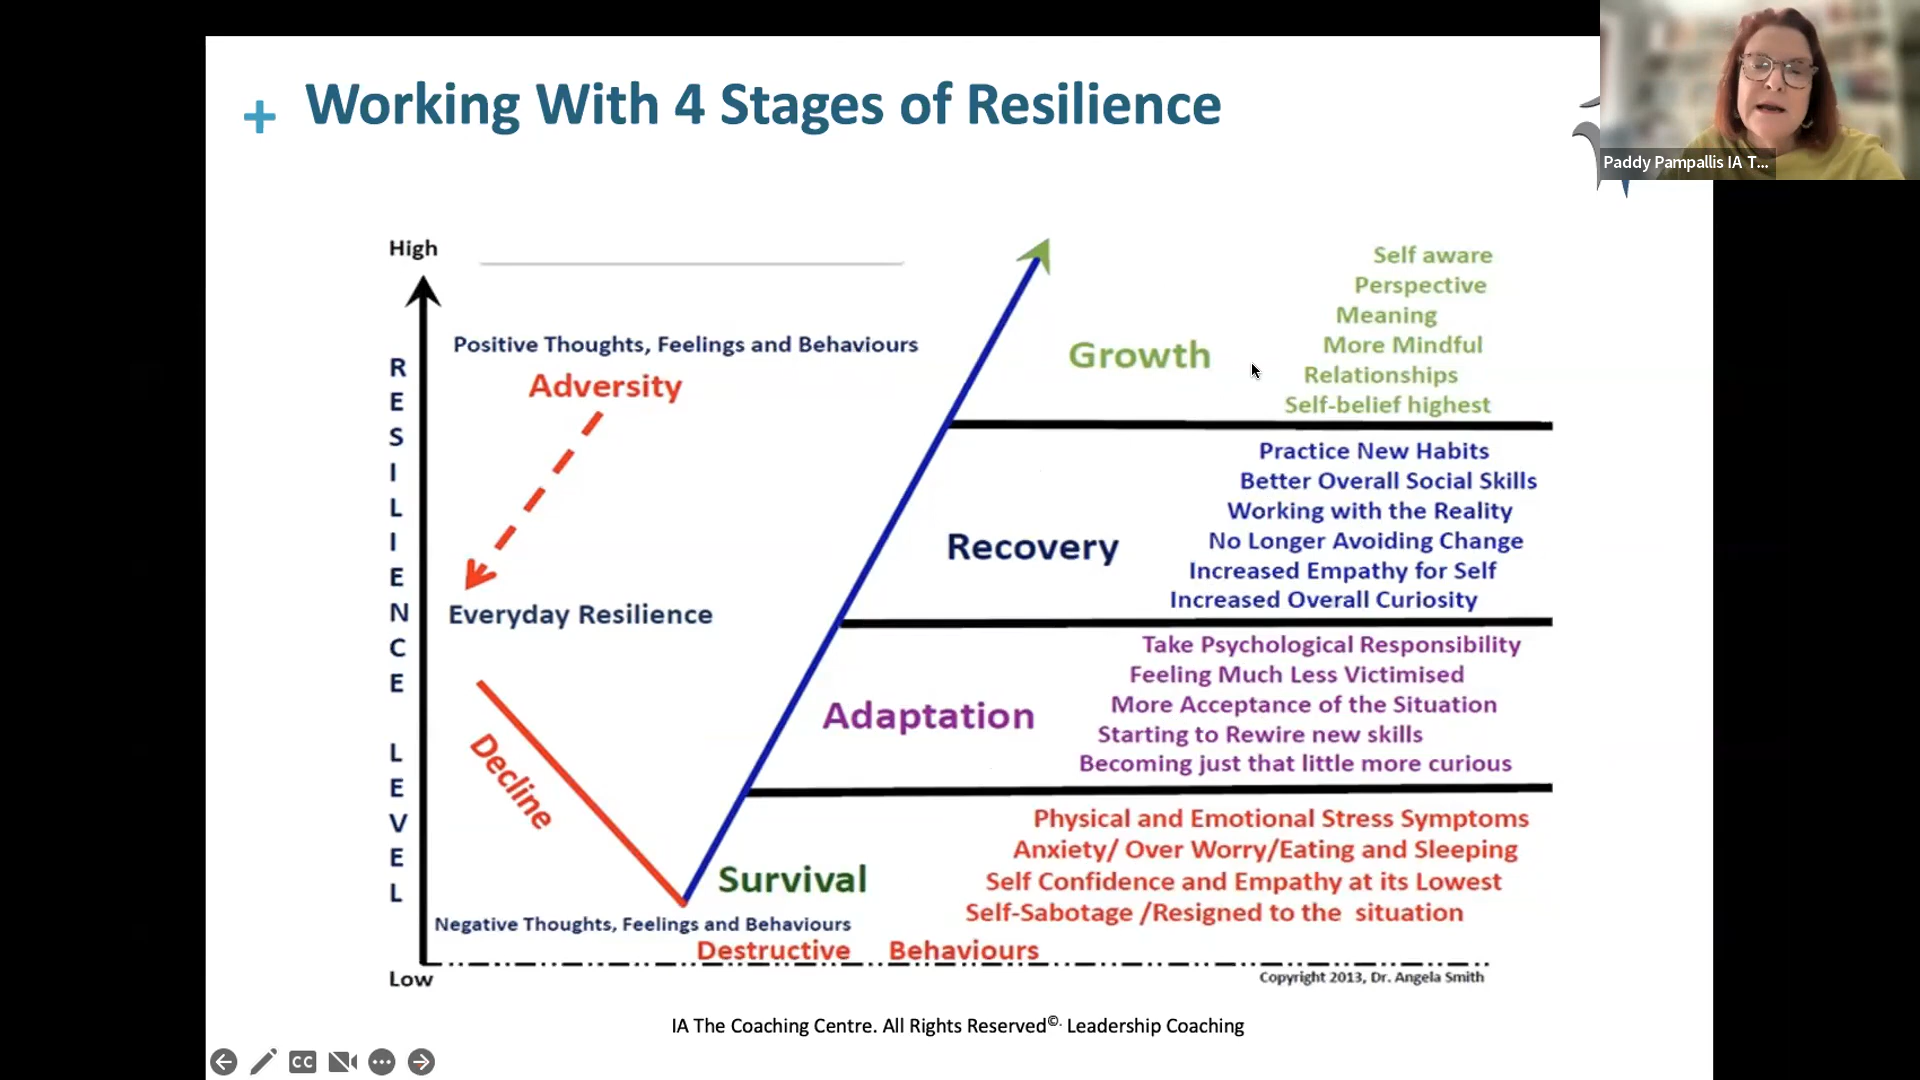 + Working With 4 Stages of Resilience
Paddy Pampallis IA T...
High
RESILIENCE LEVEL
Low
Positive Thoughts, Feelings and Behaviours
Adversity
Everyday Resilience
Decline
Negative Thoughts, Feelings and Behaviours
Destructive Behaviours
Growth
Self aware
Perspective
Meaning
More Mindful
Relationships
Self-belief highest
Recovery
Practice New Habits
Better Overall Social Skills
Working with the Reality
No Longer Avoiding Change
Increased Empathy for Self
Increased Overall Curiosity
Adaptation
Take Psychological Responsibility
Feeling Much Less Victimised
More Acceptance of the Situation
Starting to Rewire new skills
Becoming just that little more curious
Survival
Physical and Emotional Stress Symptoms
Anxiety/ Over Worry/Eating and Sleeping
Self Confidence and Empathy at its Lowest
Self-Sabotage /Resigned to the situation
Copyright 2013, Dr. Angela Smith
IA The Coaching Centre. All Rights Reserved©. Leadership Coaching
CC